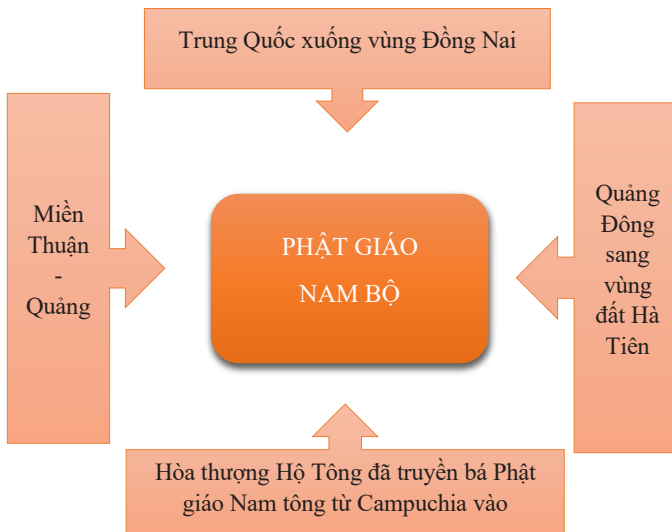 Trung Quốc xuống vùng Đồng Nai
Miền
Thuận
-
Quảng
PHẬT GIÁO
NAM BỘ
Quảng
Đông
sang
vùng
đất Hà
Tiên
Hòa thượng Hộ Tông đã truyền bá Phật
giáo Nam tông từ Campuchia vào